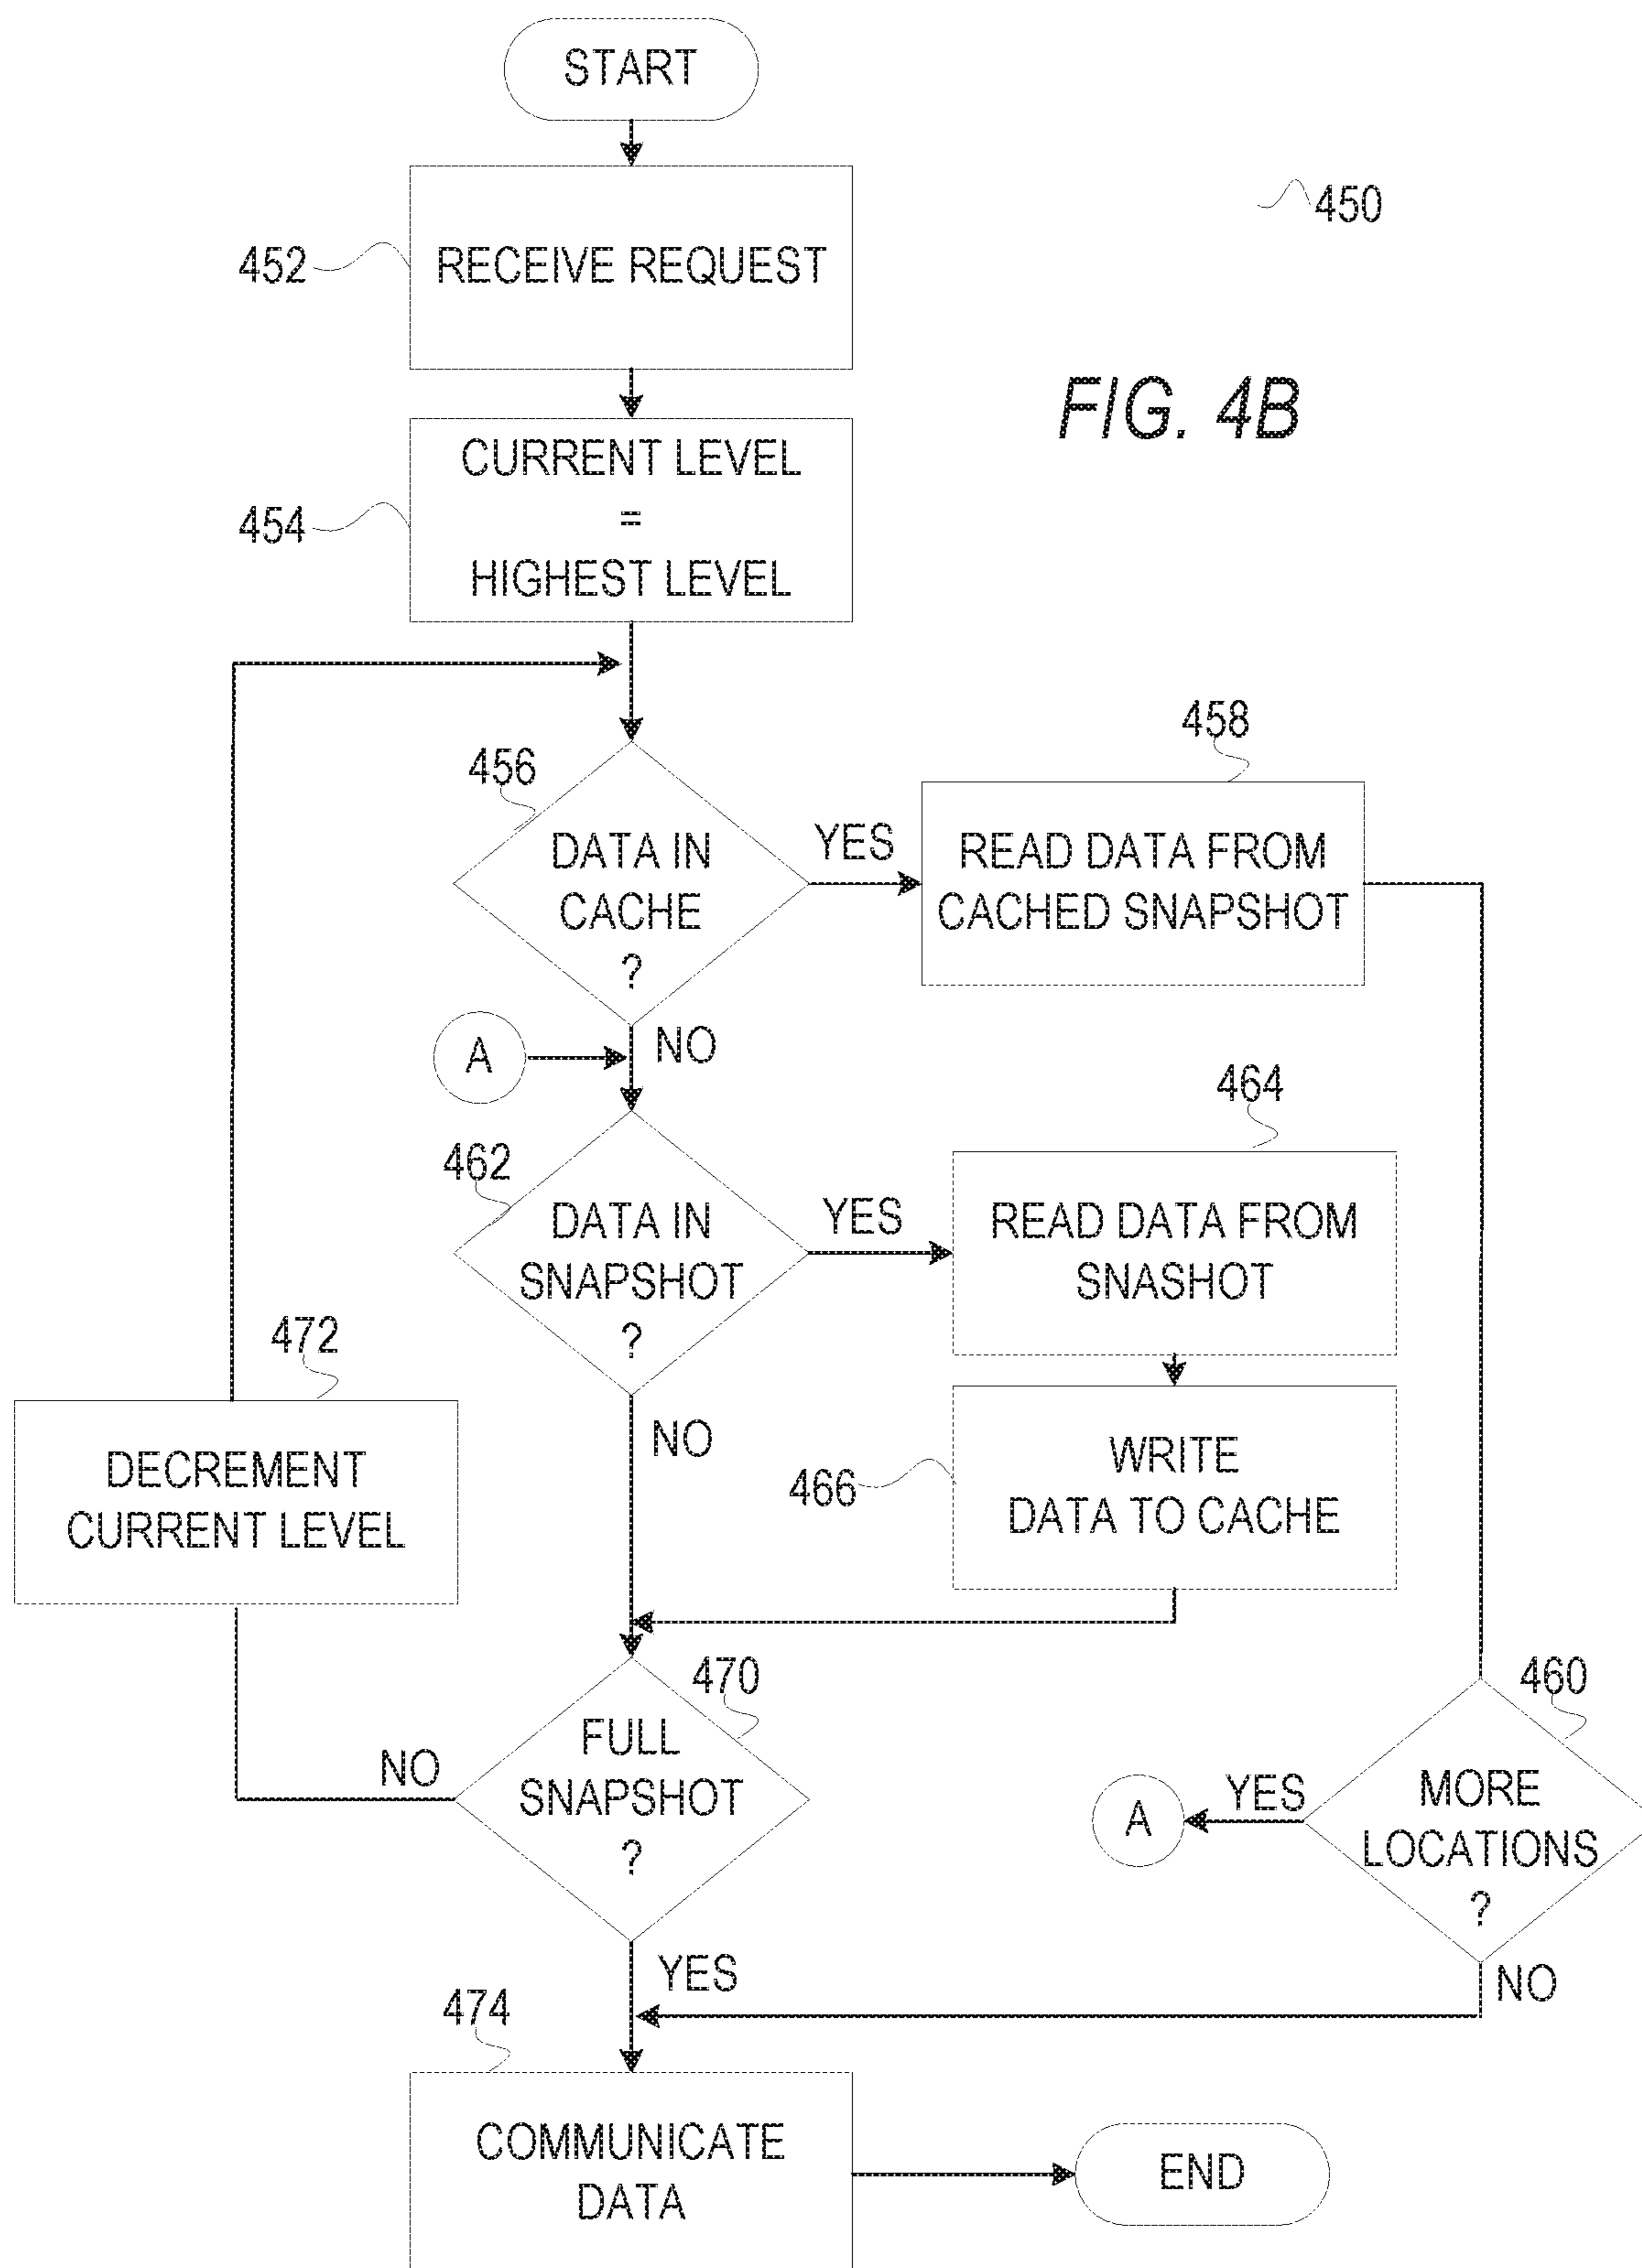 START
450
452
RECEIVE REQUEST
FIG. 4B
454
CURRENT LEVEL
=
HIGHEST LEVEL
458
456
DATA IN
CACHE
?
YES
READ DATA FROM
CACHED SNAPSHOT
A
NO
464
462
DATA IN
SNAPSHOT
?
YES
READ DATA FROM
SNASHOT
472
NO
DECREMENT
CURRENT LEVEL
466
WRITE
DATA TO CACHE
470
460
NO
FULL
SNAPSHOT
?
A
YES
MORE
LOCATIONS
?
YES
NO
474
COMMUNICATE
DATA
END